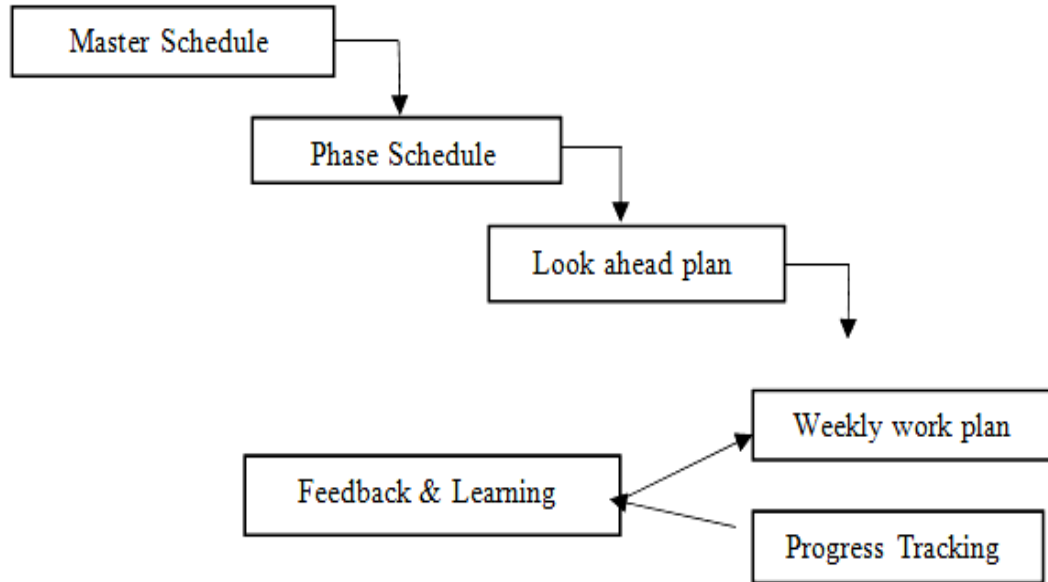 Master Schedule
Phase Schedule
Look ahead plan
Weekly work plan
Feedback & Learning
Progress Tracking